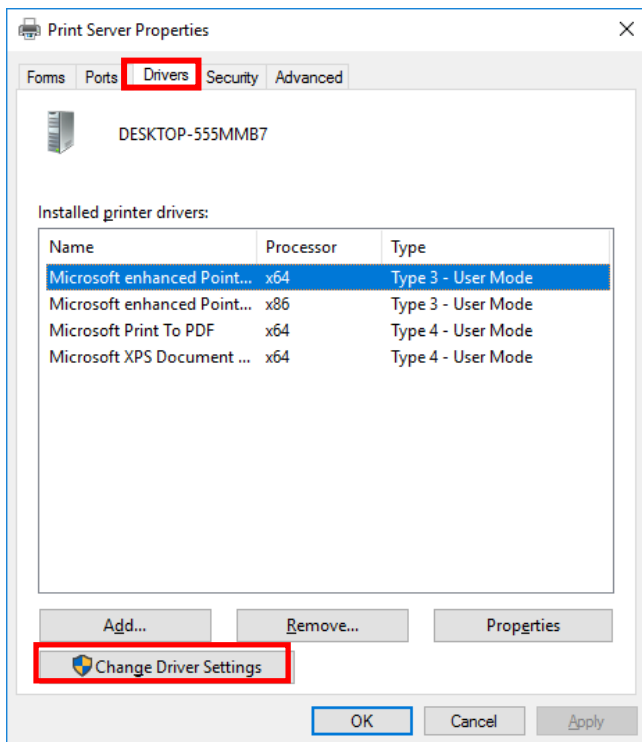 Print Server Properties
Forms Ports Drivers Security Advanced
DESKTOP-555MMB7
Installed printer drivers:
Name Processor Type
Microsoft enhanced Point... x64 Type 3 - User Mode
Microsoft enhanced Point... x86 Type 3 - User Mode
Microsoft Print To PDF x64 Type 4 - User Mode
Microsoft XPS Document ... x64 Type 4 - User Mode
Add... Remove... Properties
Change Driver Settings
OK Cancel Apply